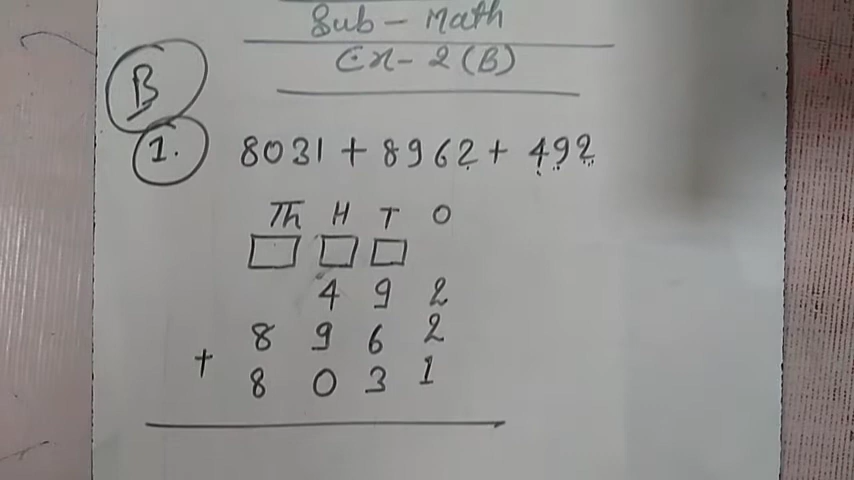 Sub - Math
Ex - 2 (B)
B
1. 8031 + 8962 + 492
Th H T O
4 9 2
8 9 6 2
+ 8 0 3 1